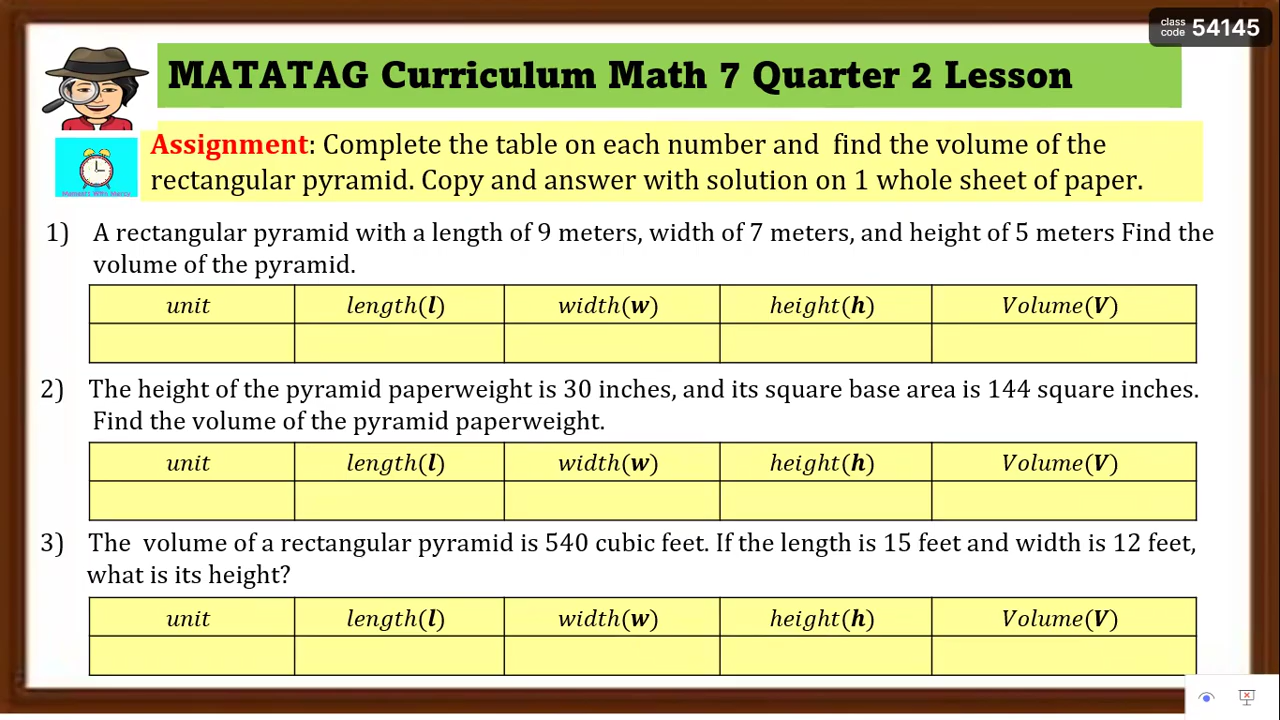 class code 54145
MATATAG Curriculum Math 7 Quarter 2 Lesson
Assignment: Complete the table on each number and find the volume of the
rectangular pyramid. Copy and answer with solution on 1 whole sheet of paper.
Moments With Mercy
1) A rectangular pyramid with a length of 9 meters, width of 7 meters, and height of 5 meters Find the
volume of the pyramid.
unit length(l) width(w) height(h) Volume(V)
2) The height of the pyramid paperweight is 30 inches, and its square base area is 144 square inches.
Find the volume of the pyramid paperweight.
unit length(l) width(w) height(h) Volume(V)
3) The volume of a rectangular pyramid is 540 cubic feet. If the length is 15 feet and width is 12 feet,
what is its height?
unit length(l) width(w) height(h) Volume(V)